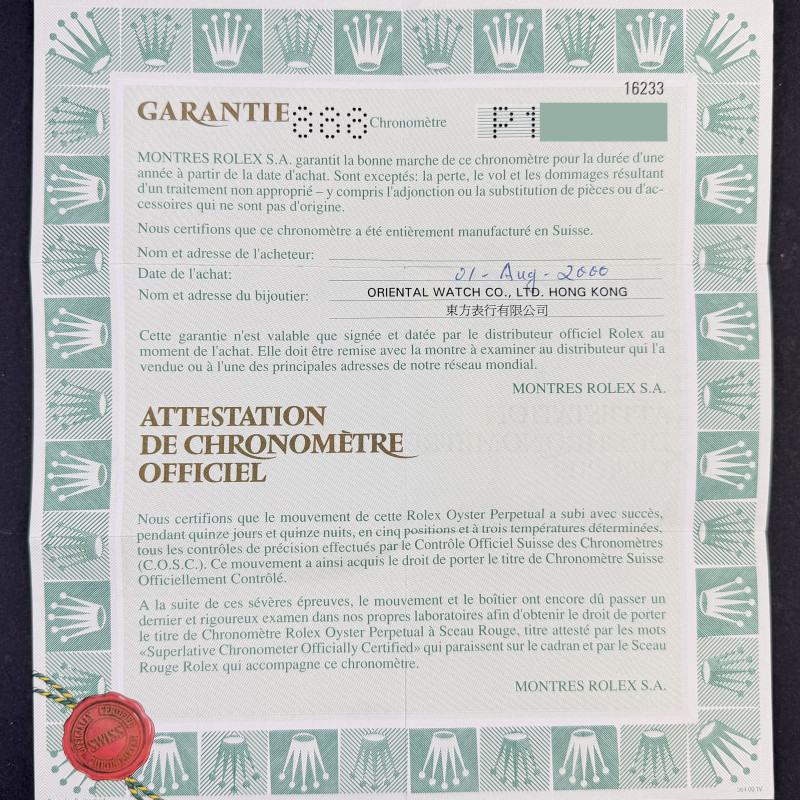 16233
GARANTIE 888 Chronomètre P1
MONTRES ROLEX S.A. garantit la bonne marche de ce chronomètre pour la durée d'une
année à partir de la date d'achat. Sont exceptés: la perte, le vol et les dommages résultant
d'un traitement non approprié – y compris l'adjonction ou la substitution de pièces ou d'ac-
cessoires qui ne sont pas d'origine.
Nous certifions que ce chronomètre a été entièrement manufacturé en Suisse.
Nom et adresse de l'acheteur:
Date de l'achat: 01 - Aug - 2000
Nom et adresse du bijoutier: ORIENTAL WATCH CO., LTD. HONG KONG
東方表行有限公司
Cette garantie n'est valable que signée et datée par le distributeur officiel Rolex au
moment de l'achat. Elle doit être remise avec la montre à examiner au distributeur qui l'a
vendue ou à l'une des principales adresses de notre réseau mondial.
MONTRES ROLEX S.A.
ATTESTATION
DE CHRONOMÈTRE
OFFICIEL
Nous certifions que le mouvement de cette Rolex Oyster Perpetual a subi avec succès,
pendant quinze jours et quinze nuits, en cinq positions et à trois températures déterminées,
tous les contrôles de précision effectués par le Contrôle Officiel Suisse des Chronomètres
(C.O.S.C.). Ce mouvement a ainsi acquis le droit de porter le titre de Chronomètre Suisse
Officiellement Contrôlé.
A la suite de ces sévères épreuves, le mouvement et le boîtier ont encore dû passer un
dernier et rigoureux examen dans nos propres laboratoires afin d'obtenir le droit de porter
le titre de Chronomètre Rolex Oyster Perpetual à Sceau Rouge, titre attesté par les mots
«Superlative Chronometer Officially Certified» qui paraissent sur le cadran et par le Sceau
Rouge Rolex qui accompagne ce chronomètre.
MONTRES ROLEX S.A.
OFFICIALLY CERTIFIED
SWISS
CHRONOMETER